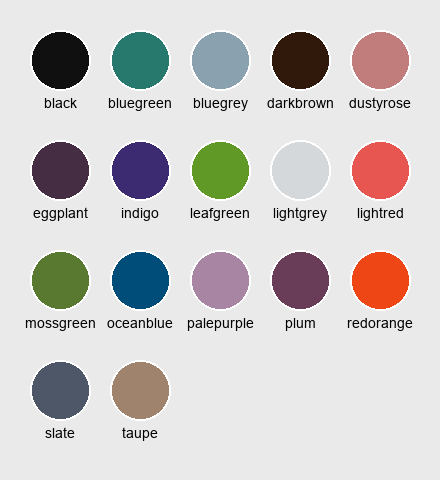 black bluegreen bluegrey darkbrown dustyrose
eggplant indigo leafgreen lightgrey lightred
mossgreen oceanblue palepurple plum redorange
slate taupe